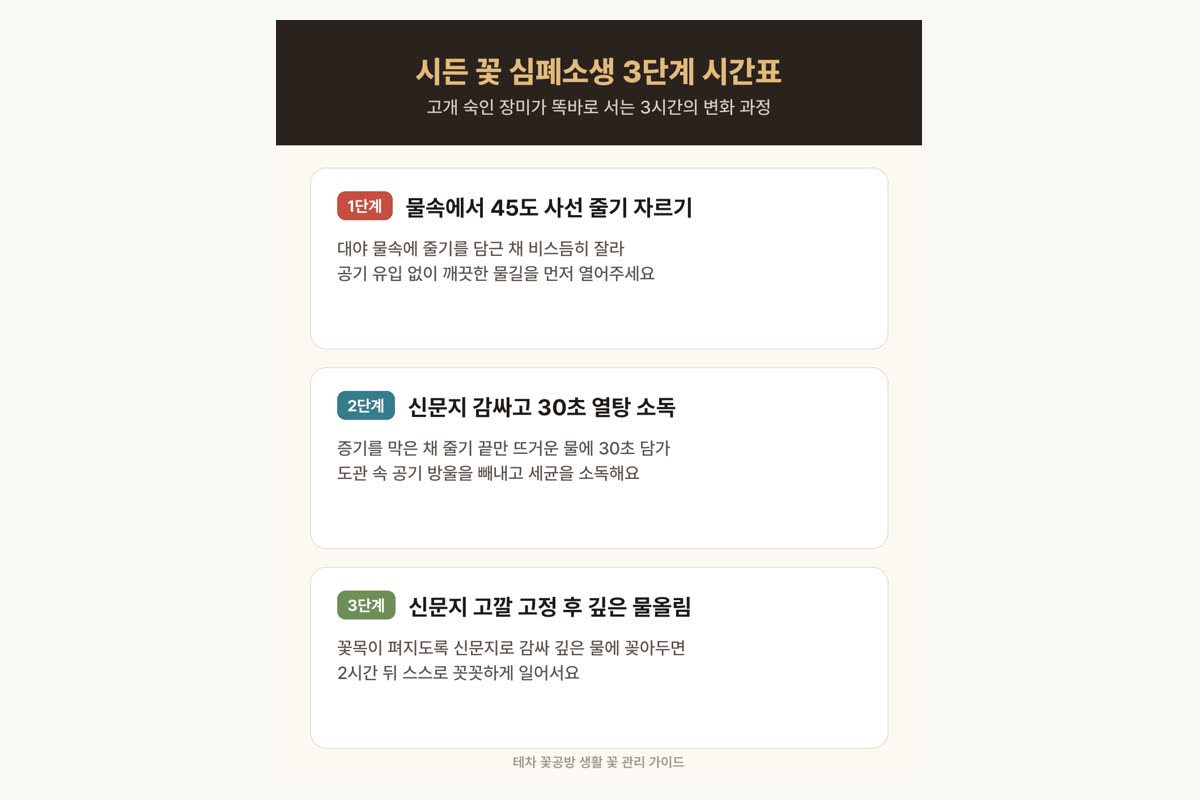 시든 꽃 심폐소생 3단계 시간표
고개 숙인 장미가 똑바로 서는 3시간의 변화 과정
1단계 물속에서 45도 사선 줄기 자르기
대야 물속에 줄기를 담근 채 비스듬히 잘라
공기 유입 없이 깨끗한 물길을 먼저 열어주세요
2단계 신문지 감싸고 30초 열탕 소독
증기를 막은 채 줄기 끝만 뜨거운 물에 30초 담가
도관 속 공기 방울을 빼내고 세균을 소독해요
3단계 신문지 고깔 고정 후 깊은 물올림
꽃목이 펴지도록 신문지로 감싸 깊은 물에 꽂아두면
2시간 뒤 스스로 꼿꼿하게 일어서요
테차 꽃공방 생활 꽃 관리 가이드